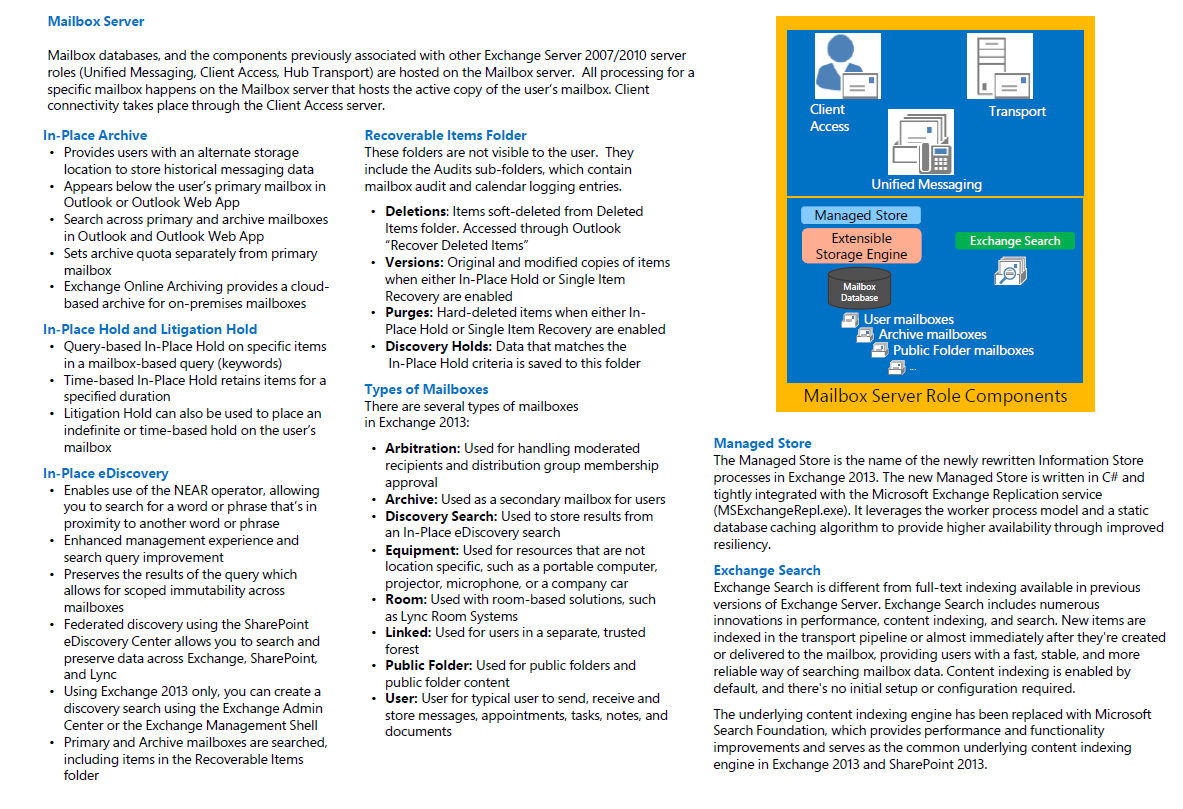 Mailbox Server
Mailbox databases, and the components previously associated with other Exchange Server 2007/2010 server
roles (Unified Messaging, Client Access, Hub Transport) are hosted on the Mailbox server.  All processing for a
specific mailbox happens on the Mailbox server that hosts the active copy of the user's mailbox. Client
connectivity takes place through the Client Access server.
In-Place Archive
• Provides users with an alternate storage
location to store historical messaging data
• Appears below the user's primary mailbox in
Outlook or Outlook Web App
• Search across primary and archive mailboxes
in Outlook and Outlook Web App
• Sets archive quota separately from primary
mailbox
• Exchange Online Archiving provides a cloud-
based archive for on-premises mailboxes
In-Place Hold and Litigation Hold
• Query-based In-Place Hold on specific items
in a mailbox-based query (keywords)
• Time-based In-Place Hold retains items for a
specified duration
• Litigation Hold can also be used to place an
indefinite or time-based hold on the user's
mailbox
In-Place eDiscovery
• Enables use of the NEAR operator, allowing
you to search for a word or phrase that's in
proximity to another word or phrase
• Enhanced management experience and
search query improvement
• Preserves the results of the query which
allows for scoped immutability across
mailboxes
• Federated discovery using the SharePoint
eDiscovery Center allows you to search and
preserve data across Exchange, SharePoint,
and Lync
• Using Exchange 2013 only, you can create a
discovery search using the Exchange Admin
Center or the Exchange Management Shell
• Primary and Archive mailboxes are searched,
including items in the Recoverable Items
folder
Recoverable Items Folder
These folders are not visible to the user.  They
include the Audits sub-folders, which contain
mailbox audit and calendar logging entries.
• Deletions: Items soft-deleted from Deleted
Items folder. Accessed through Outlook
"Recover Deleted Items"
• Versions: Original and modified copies of items
when either In-Place Hold or Single Item
Recovery are enabled
• Purges: Hard-deleted items when either In-
Place Hold or Single Item Recovery are enabled
• Discovery Holds: Data that matches the
In-Place Hold criteria is saved to this folder
Types of Mailboxes
There are several types of mailboxes
in Exchange 2013:
• Arbitration: Used for handling moderated
recipients and distribution group membership
approval
• Archive: Used as a secondary mailbox for users
• Discovery Search: Used to store results from
an In-Place eDiscovery search
• Equipment: Used for resources that are not
location specific, such as a portable computer,
projector, microphone, or a company car
• Room: Used with room-based solutions, such
as Lync Room Systems
• Linked: Used for users in a separate, trusted
forest
• Public Folder: Used for public folders and
public folder content
• User: User for typical user to send, receive and
store messages, appointments, tasks, notes, and
documents
Client
Access
Transport
Unified Messaging
Managed Store
Extensible
Storage Engine
Exchange Search
Mailbox
Database
User mailboxes
Archive mailboxes
Public Folder mailboxes
...
Mailbox Server Role Components
Managed Store
The Managed Store is the name of the newly rewritten Information Store
processes in Exchange 2013. The new Managed Store is written in C# and
tightly integrated with the Microsoft Exchange Replication service
(MSExchangeRepl.exe). It leverages the worker process model and a static
database caching algorithm to provide higher availability through improved
resiliency.
Exchange Search
Exchange Search is different from full-text indexing available in previous
versions of Exchange Server. Exchange Search includes numerous
innovations in performance, content indexing, and search. New items are
indexed in the transport pipeline or almost immediately after they're created
or delivered to the mailbox, providing users with a fast, stable, and more
reliable way of searching mailbox data. Content indexing is enabled by
default, and there's no initial setup or configuration required.
The underlying content indexing engine has been replaced with Microsoft
Search Foundation, which provides performance and functionality
improvements and serves as the common underlying content indexing
engine in Exchange 2013 and SharePoint 2013.